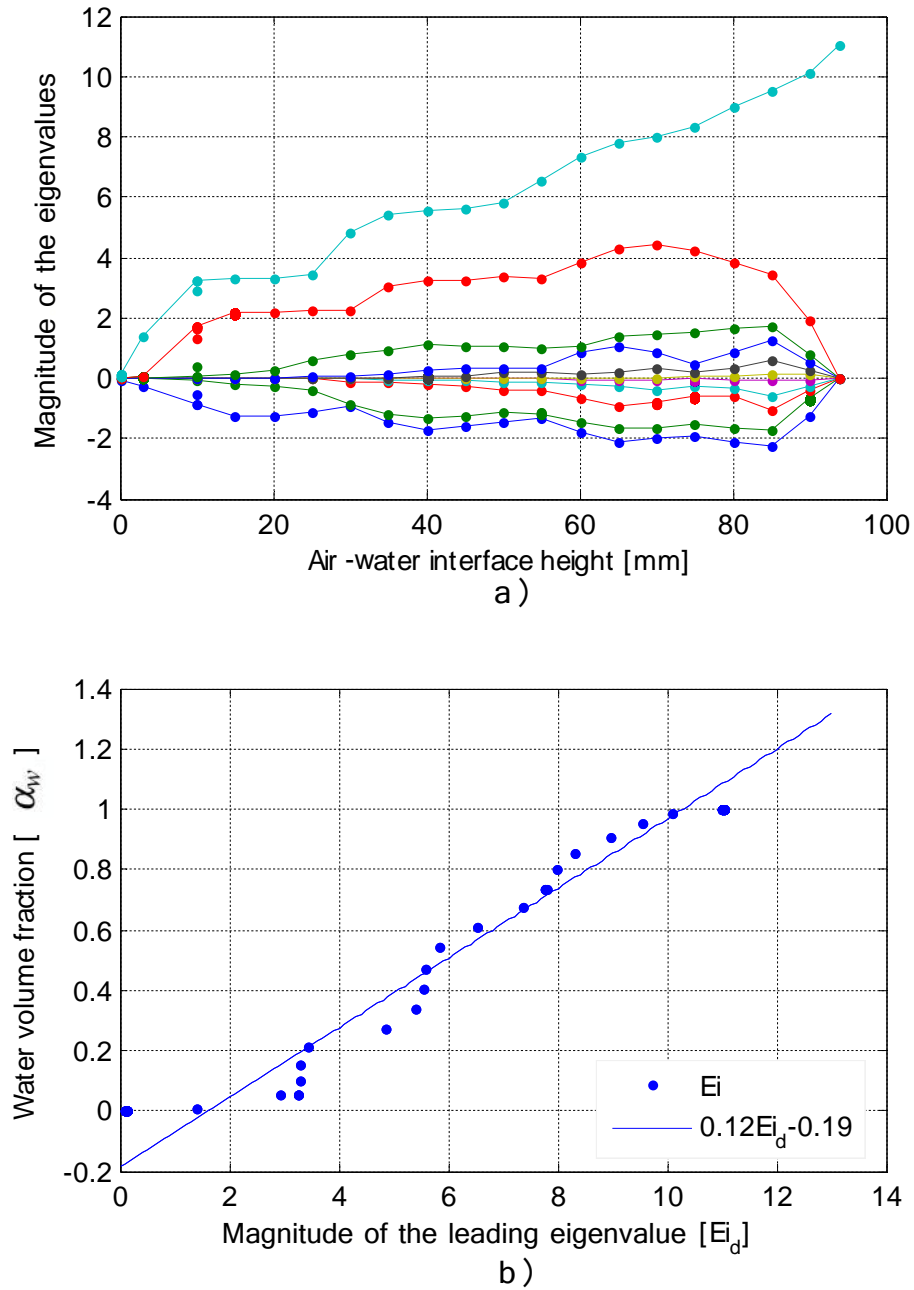 12
10
8
6
4
2
0
-2
-4
Magnitude of the eigenvalues
0 20 40 60 80 100
Air -water interface height [mm]
a)
1.4
1.2
1
0.8
0.6
0.4
0.2
0
-0.2
Water volume fraction [ αw ]
Ei
0.12Eid-0.19
0 2 4 6 8 10 12 14
Magnitude of the leading eigenvalue [Eid]
b)